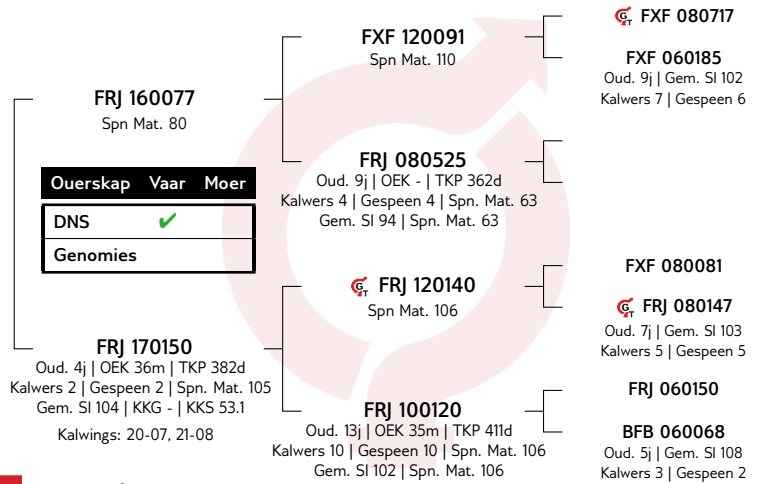 FRJ 160077
Spn Mat. 80
Ouerskap Vaar Moer
DNS ✔
Genomies
FRJ 170150
Oud. 4j | OEK 36m | TKP 382d
Kalwers 2 | Gespeen 2 | Spn. Mat. 105
Gem. SI 104 | KKG - | KKS 53.1
Kalwings: 20-07, 21-08
FXF 120091
Spn Mat. 110
FRJ 080525
Oud. 9j | OEK - | TKP 362d
Kalwers 4 | Gespeen 4 | Spn. Mat. 63
Gem. SI 94 | Spn. Mat. 63
GT FRJ 120140
Spn Mat. 106
FRJ 100120
Oud. 13j | OEK 35m | TKP 411d
Kalwers 10 | Gespeen 10 | Spn. Mat. 106
Gem. SI 102 | Spn. Mat. 106
GT FXF 080717
FXF 060185
Oud. 9j | Gem. SI 102
Kalwers 7 | Gespeen 6
FXF 080081
GT FRJ 080147
Oud. 7j | Gem. SI 103
Kalwers 5 | Gespeen 5
FRJ 060150
BFB 060068
Oud. 5j | Gem. SI 108
Kalwers 3 | Gespeen 2